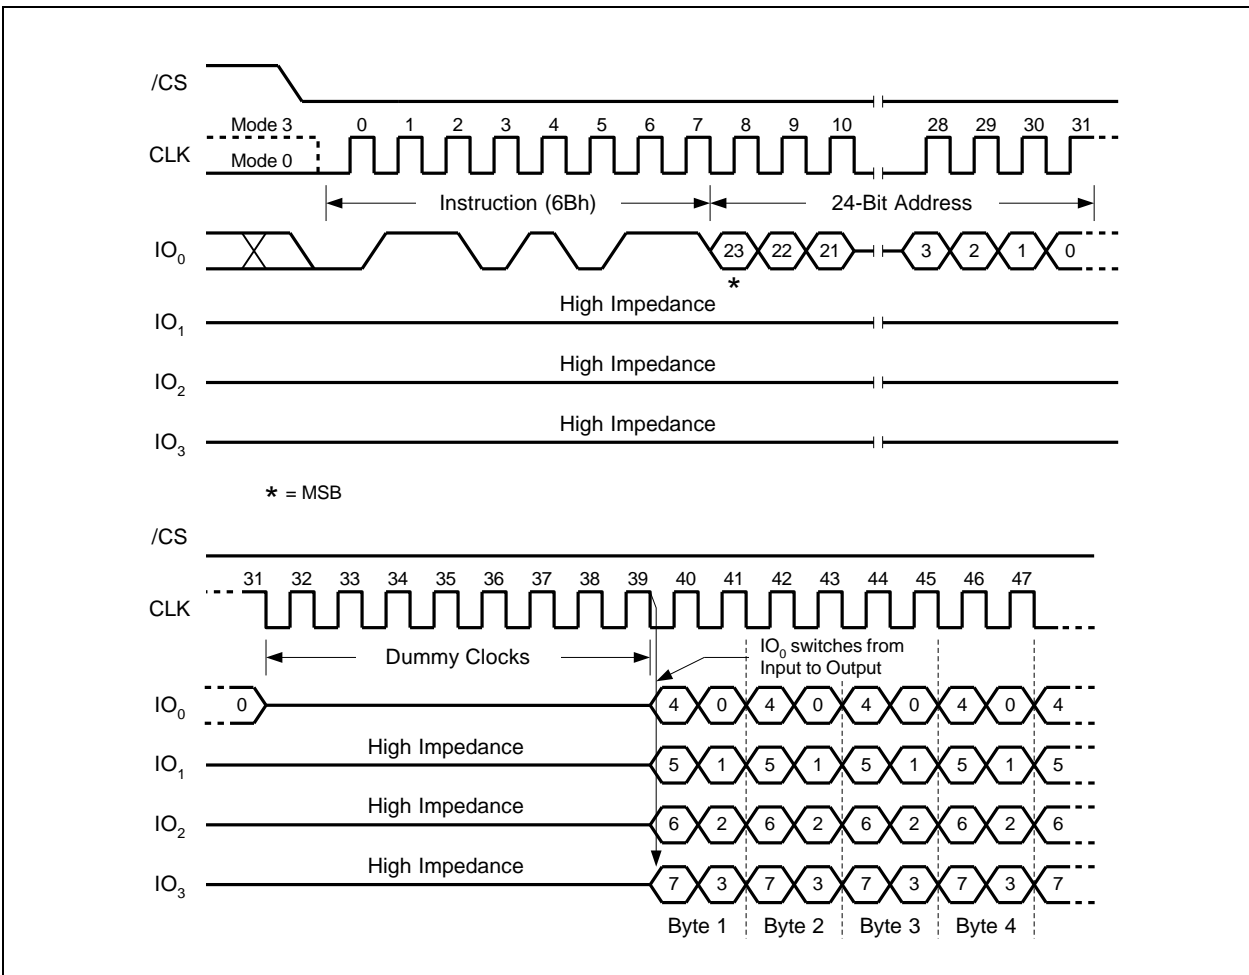 /CS
Mode 3 0 1 2 3 4 5 6 7 8 9 10 28 29 30 31
CLK Mode 0
Instruction (6Bh) 24-Bit Address
IO0 23 22 21 3 2 1 0
*
High Impedance
IO1
High Impedance
IO2
High Impedance
IO3
* = MSB
/CS
31 32 33 34 35 36 37 38 39 40 41 42 43 44 45 46 47
CLK
Dummy Clocks
IO0 switches from
Input to Output
IO0 0 4 0 4 0 4 0 4 0 4
High Impedance
IO1 5 1 5 1 5 1 5 1 5
High Impedance
IO2 6 2 6 2 6 2 6 2 6
High Impedance
IO3 7 3 7 3 7 3 7 3 7
Byte 1 Byte 2 Byte 3 Byte 4